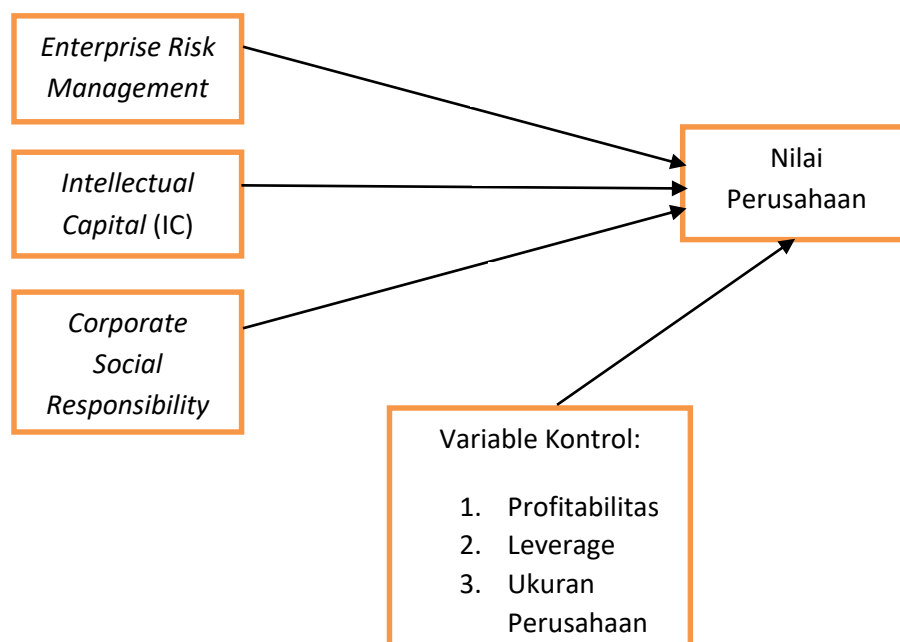 Enterprise Risk
Management
Intellectual
Capital (IC)
Corporate
Social
Responsibility
Nilai
Perusahaan
Variable Kontrol:
1. Profitabilitas
2. Leverage
3. Ukuran
Perusahaan